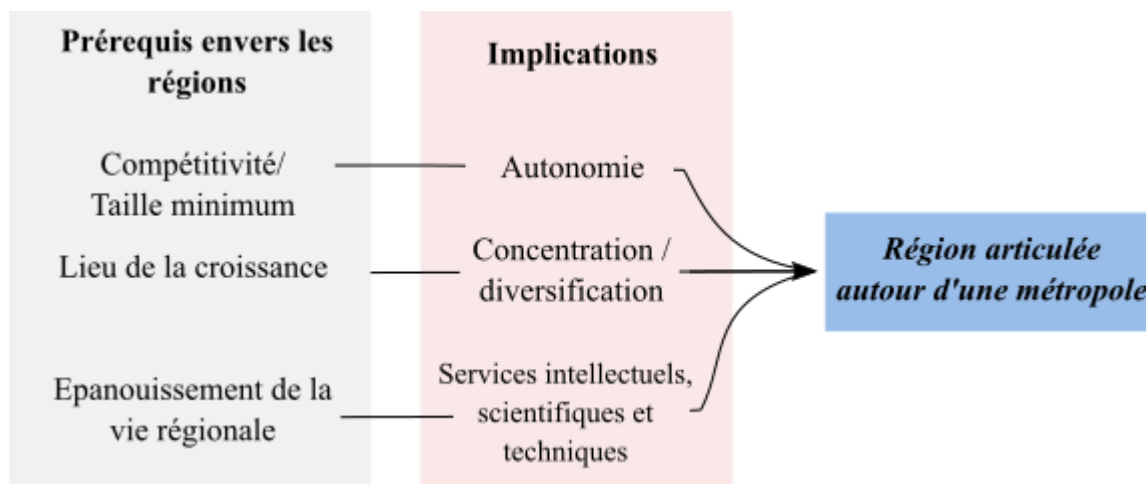 Prérequis envers les
régions
Compétitivité/
Taille minimum
Lieu de la croissance
Epanouissement de la
vie régionale
Implications
Autonomie
Concentration /
diversification
Services intellectuels,
scientifiques et
techniques
Région articulée
autour d'une métropole